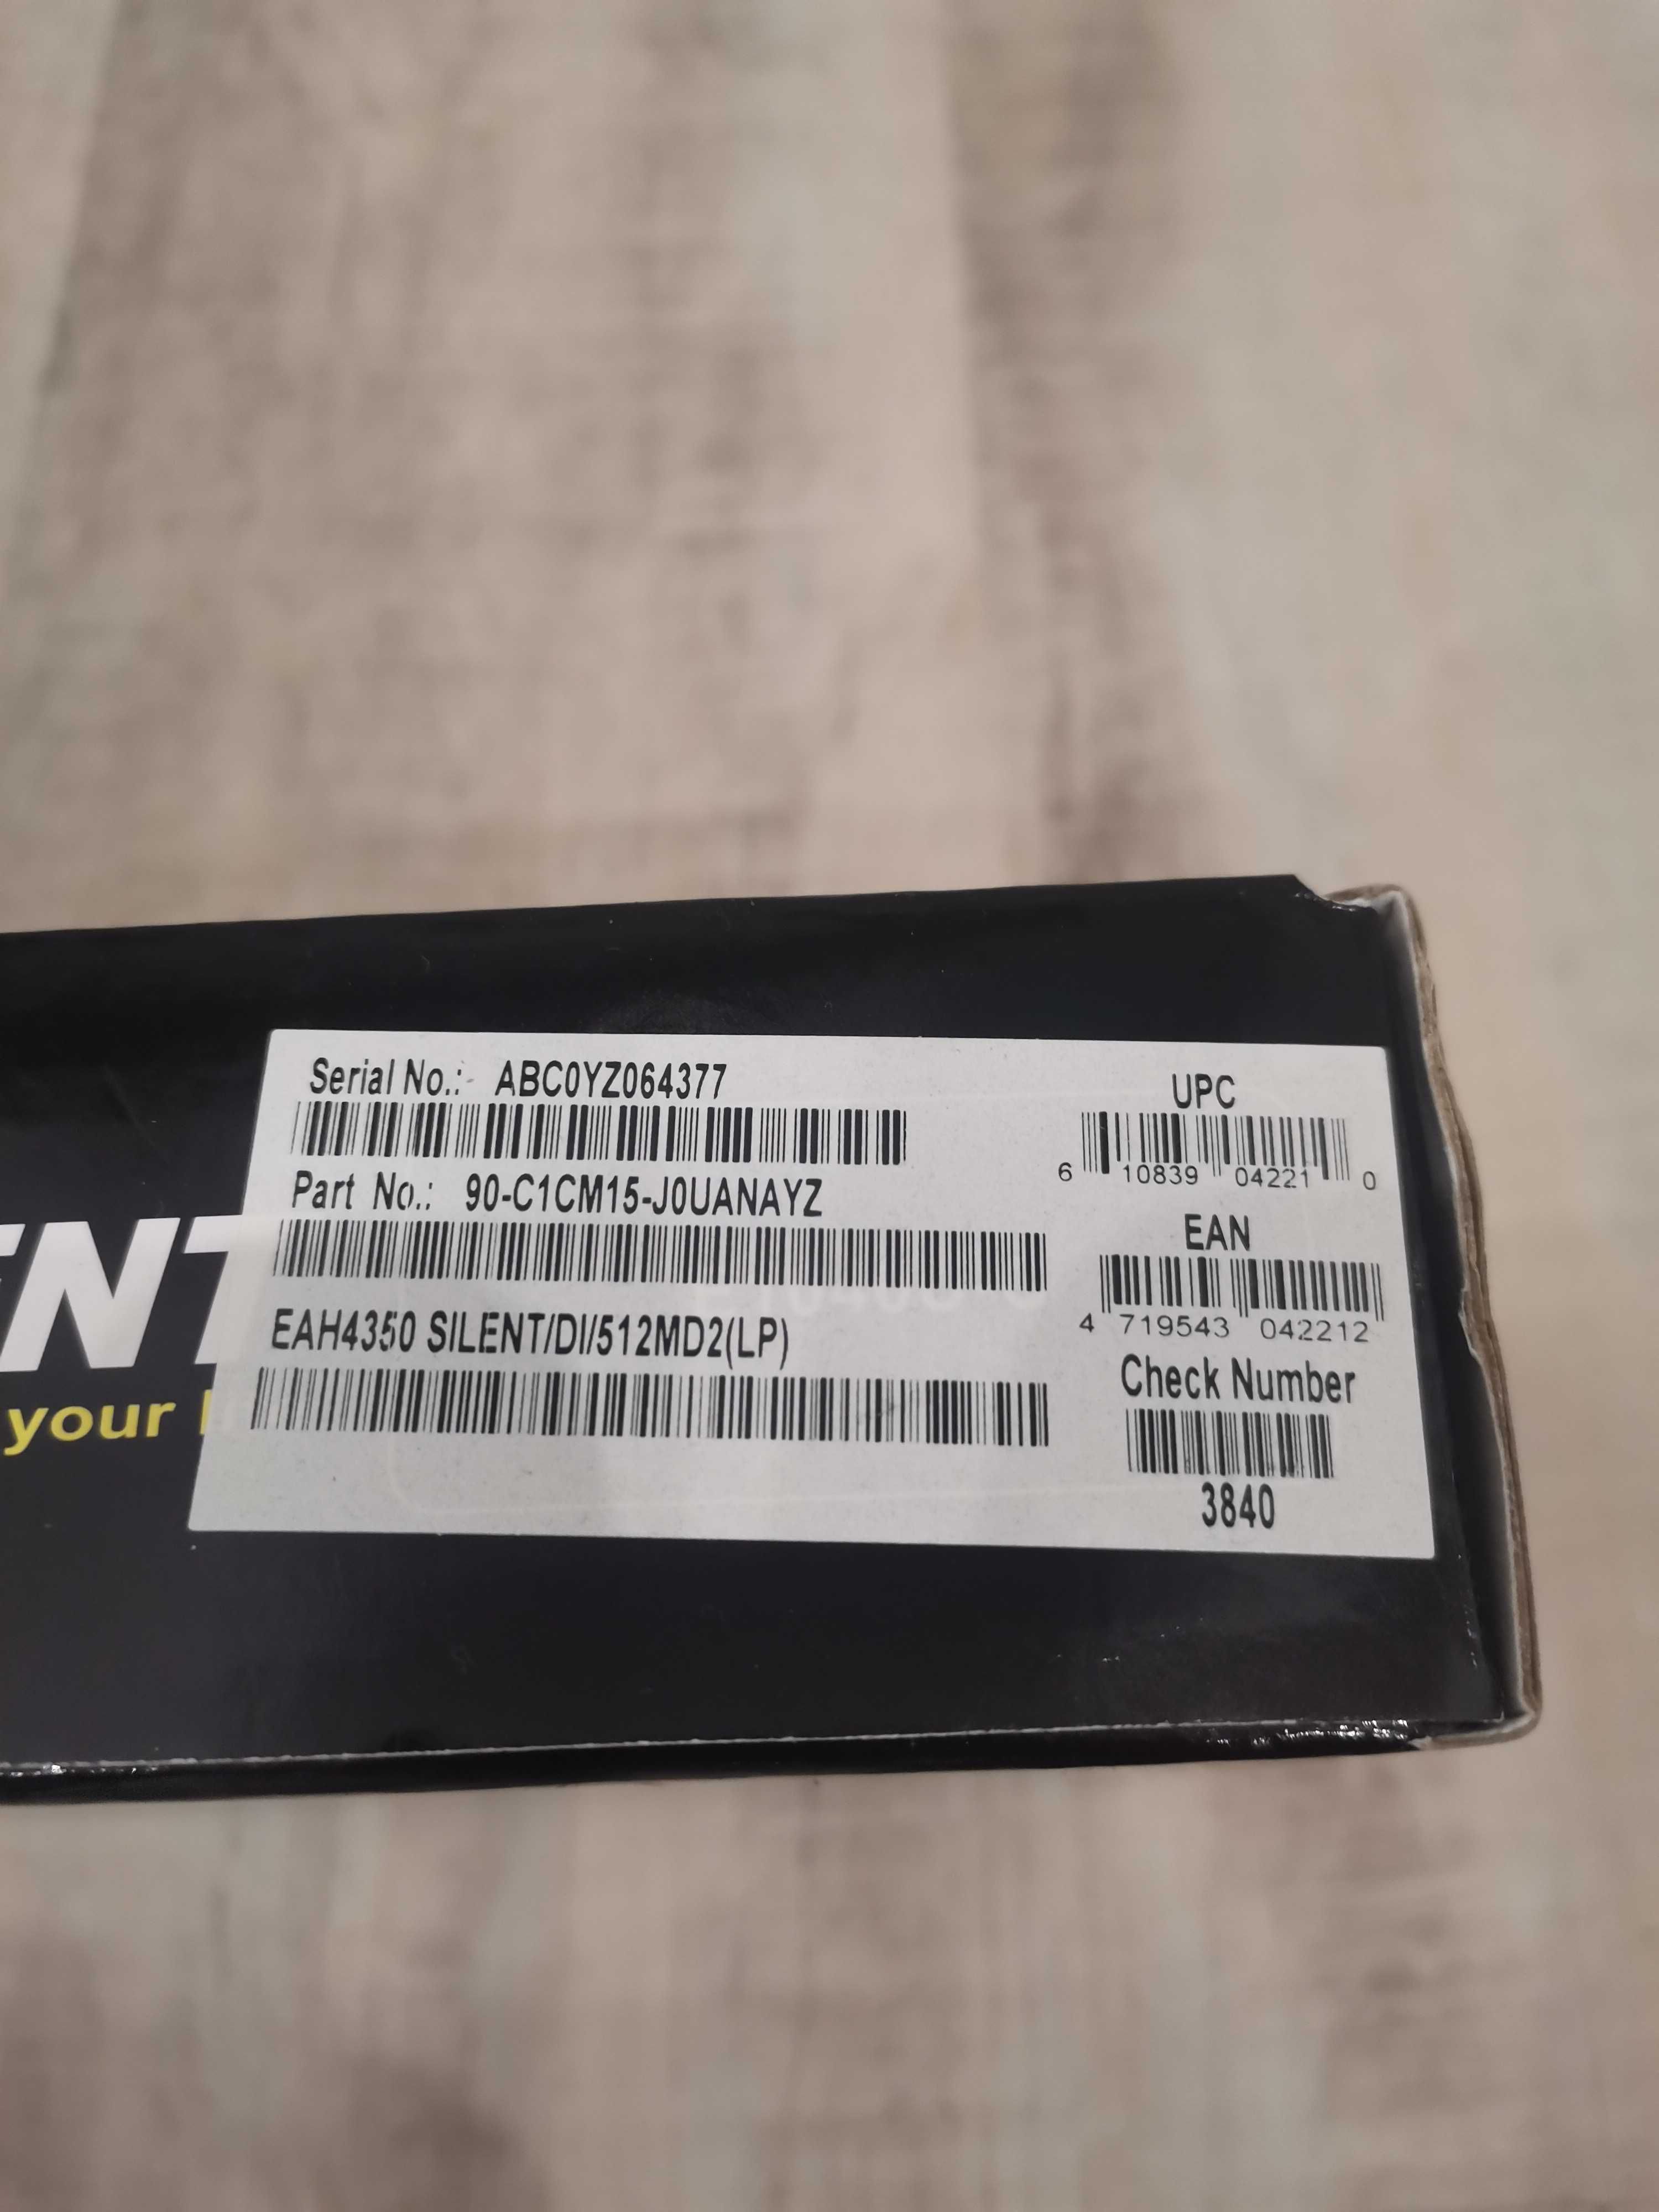 Serial No.: ABC0YZ064377
Part No.: 90-C1CM15-J0UANAYZ
EAH4350 SILENT/DI/512MD2(LP)
UPC
6 10839 04221 0
EAN
4 719543 042212
Check Number
3840
ENT
your